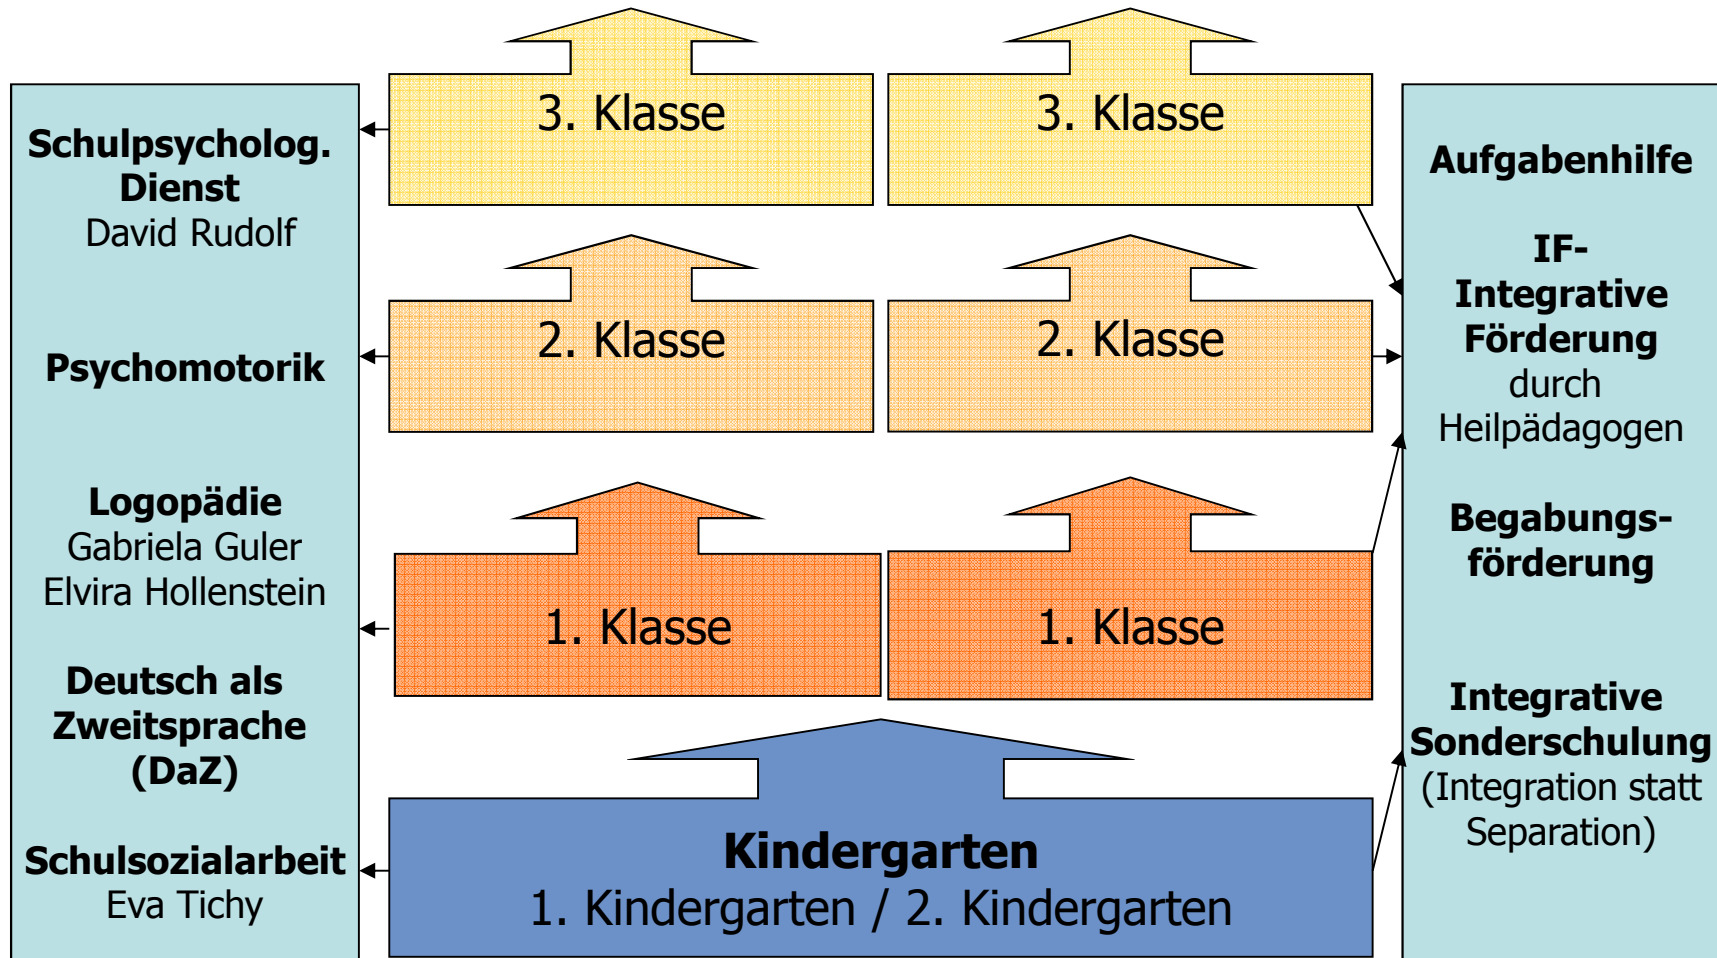 Schulpsycholog.
Dienst
David Rudolf
Psychomotorik
Logopädie
Gabriela Guler
Elvira Hollenstein
Deutsch als
Zweitsprache
(DaZ)
Schulsozialarbeit
Eva Tichy
3. Klasse
3. Klasse
2. Klasse
2. Klasse
1. Klasse
1. Klasse
Kindergarten
1. Kindergarten / 2. Kindergarten
Aufgabenhilfe
IF-
Integrative
Förderung
durch
Heilpädagogen
Begabungs-
förderung
Integrative
Sonderschulung
(Integration statt
Separation)